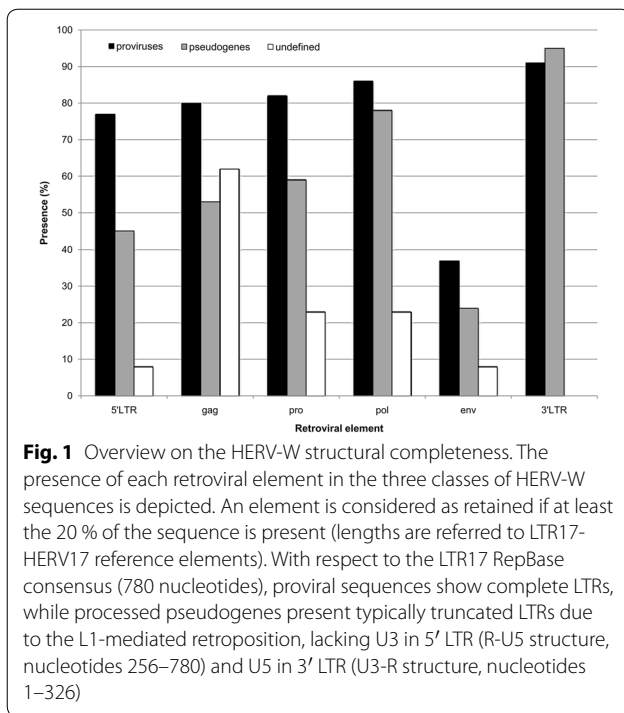 proviruses pseudogenes undefined
100
90
80
70
60
50
40
30
20
10
0
Presence (%)
5'LTR gag pro pol env 3'LTR
Retroviral element
Fig. 1 Overview on the HERV-W structural completeness. The
presence of each retroviral element in the three classes of HERV-W
sequences is depicted. An element is considered as retained if at least
the 20 % of the sequence is present (lengths are referred to LTR17-
HERV17 reference elements). With respect to the LTR17 RepBase
consensus (780 nucleotides), proviral sequences show complete LTRs,
while processed pseudogenes present typically truncated LTRs due
to the L1-mediated retroposition, lacking U3 in 5′ LTR (R-U5 structure,
nucleotides 256–780) and U5 in 3′ LTR (U3-R structure, nucleotides
1–326)